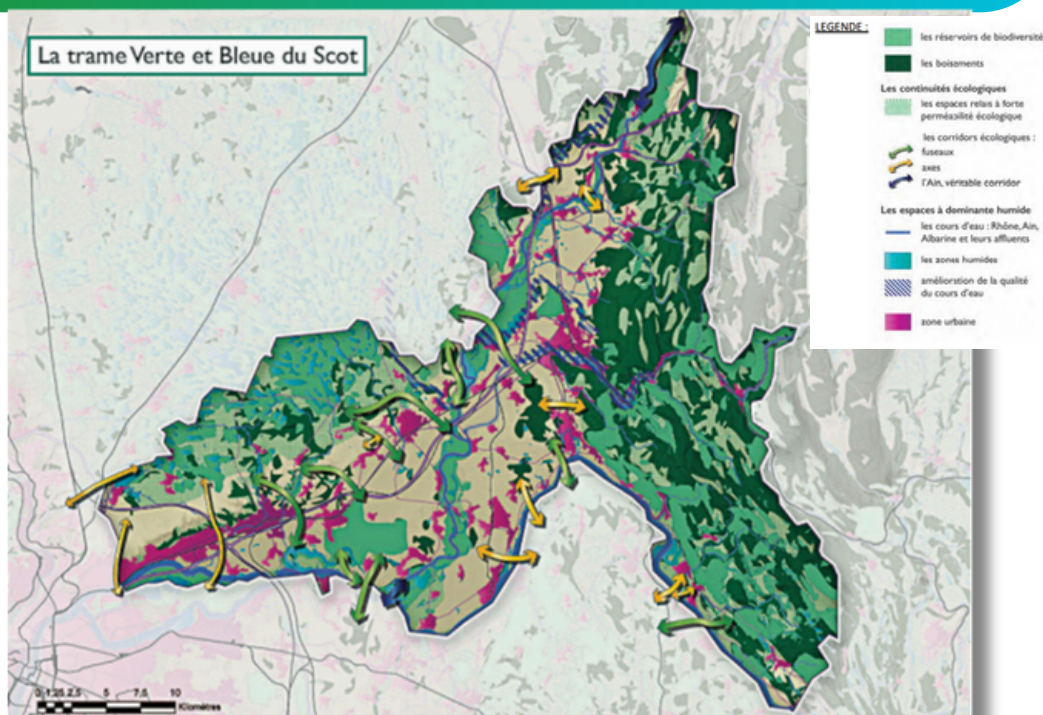 La trame Verte et Bleue du Scot
LEGENDE :
les réservoirs de biodiversité
les boisements
Les continuités écologiques
les espaces relais à forte
perméabilité écologique
les corridors écologiques :
fuseaux
axes
l'Ain, véritable corridor
Les espaces à dominante humide
les cours d'eau : Rhône, Ain,
Albarine et leurs affluents
les zones humides
amélioration de la qualité
du cours d'eau
zone urbaine
0 1,25 2,5 5 7,5 10
Kilomètres